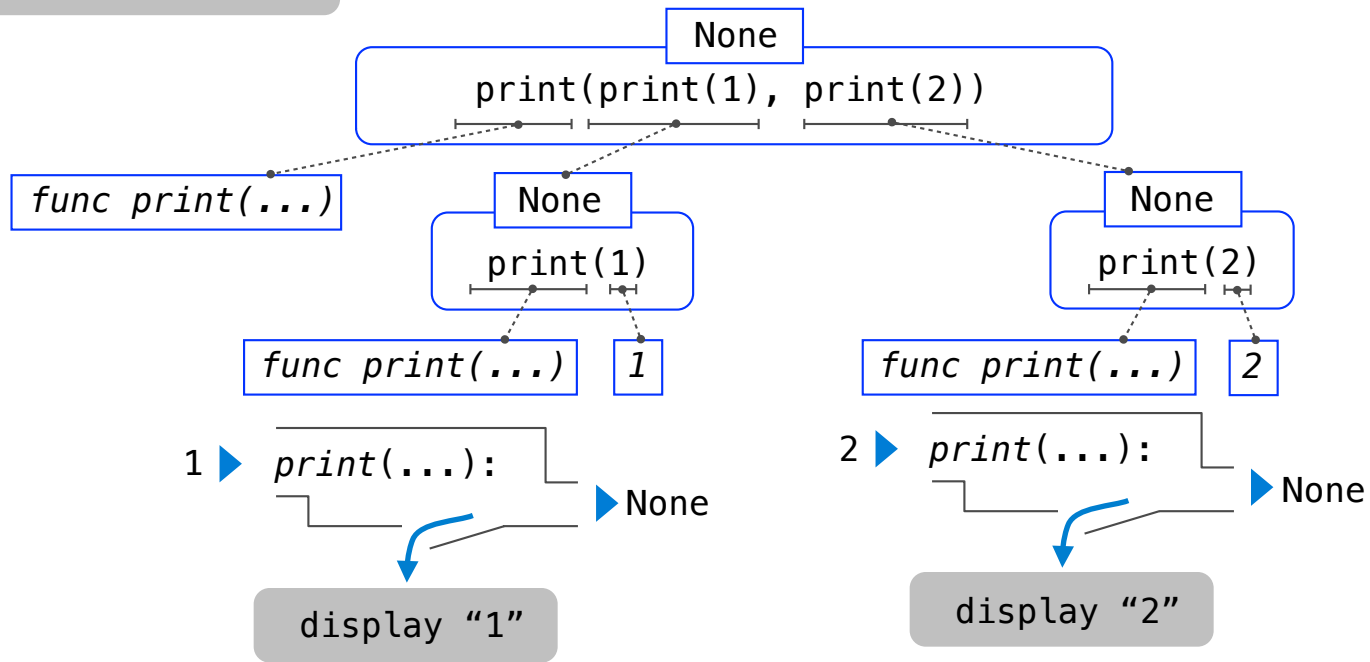 None
print(print(1), print(2))
func print(...)
None
None
print(1)
print(2)
func print(...)
1
func print(...)
2
1
print(...):
None
2
print(...):
None
display “1”
display “2”